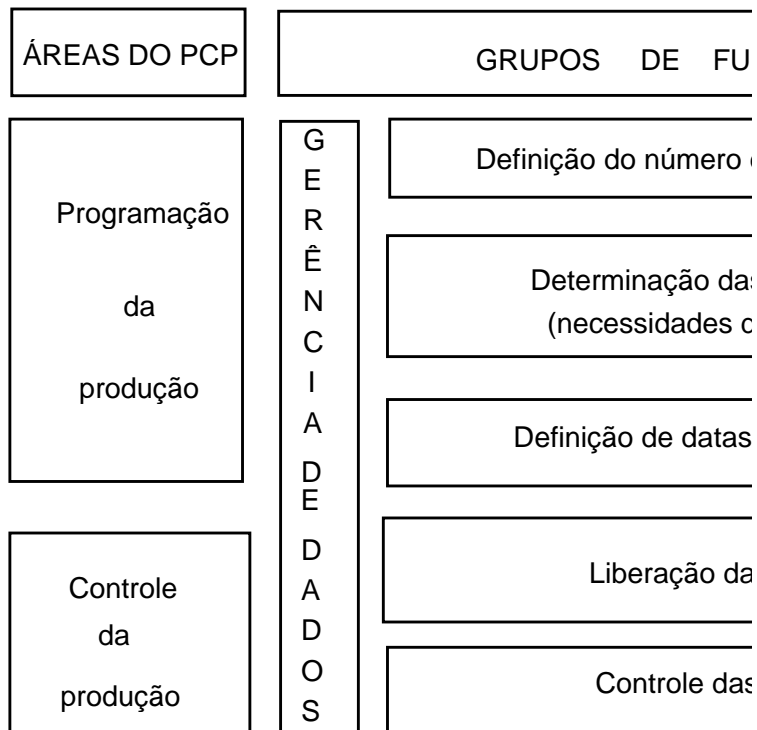 ÁREAS DO PCP
GRUPOS DE FU
Programação
da
produção
Controle
da
produção
G
E
R
Ê
N
C
I
A
D
E
D
A
D
O
S
Definição do número
Determinação das
(necessidades d
Definição de datas
Liberação da
Controle das